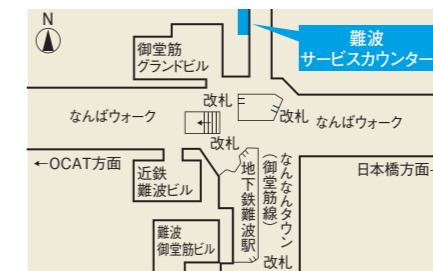 N
難波
サービスカウンター
御堂筋
グランドビル
改札
なんばウォーク
改札
なんばウォーク
改札
←OCAT方面
近鉄
難波ビル
地下鉄難波駅
(御堂筋線)
なんなんタウン
日本橋方面→
難波
御堂筋ビル
改札